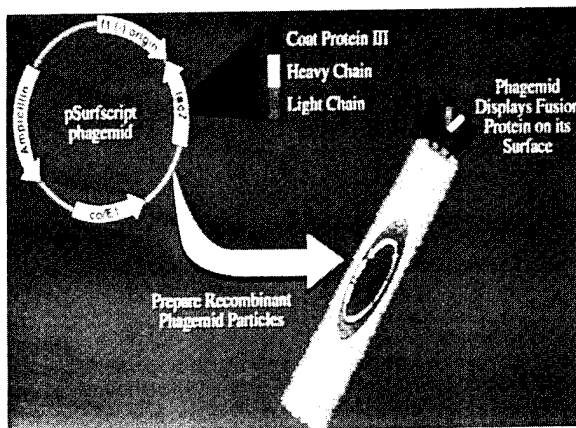 f1 (-) origin
Ampicillin
pSurfscript
phagemid
lacZ
colE1
Coat Protein III
Heavy Chain
Light Chain
Phagemid
Displays Fusion
Protein on its
Surface
Prepare Recombinant
Phagemid Particles